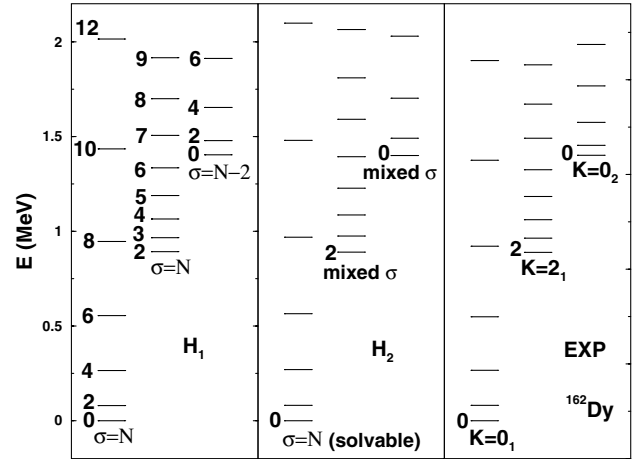 E (MeV)
2
1.5
1
0.5
0
12
10
8
6
4
2
0
σ=N
9
8
7
6
5
4
3
2
σ=N
6
4
2
0
σ=N−2
H₁
0
σ=N (solvable)
2
mixed σ
0
mixed σ
H₂
0
K=0₁
2
K=2₁
0
K=0₂
EXP
¹⁶²Dy